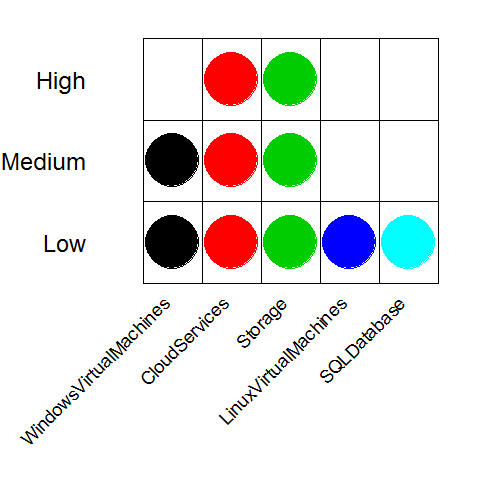 High
Medium
Low
WindowsVirtualMachines
CloudServices
Storage
LinuxVirtualMachines
SQLDatabase